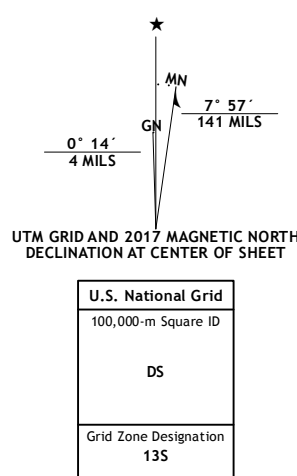 ★
MN
7° 57´
141 MILS
GN
0° 14´
4 MILS
UTM GRID AND 2017 MAGNETIC NORTH
DECLINATION AT CENTER OF SHEET
U.S. National Grid
100,000-m Square ID
DS
Grid Zone Designation
13S